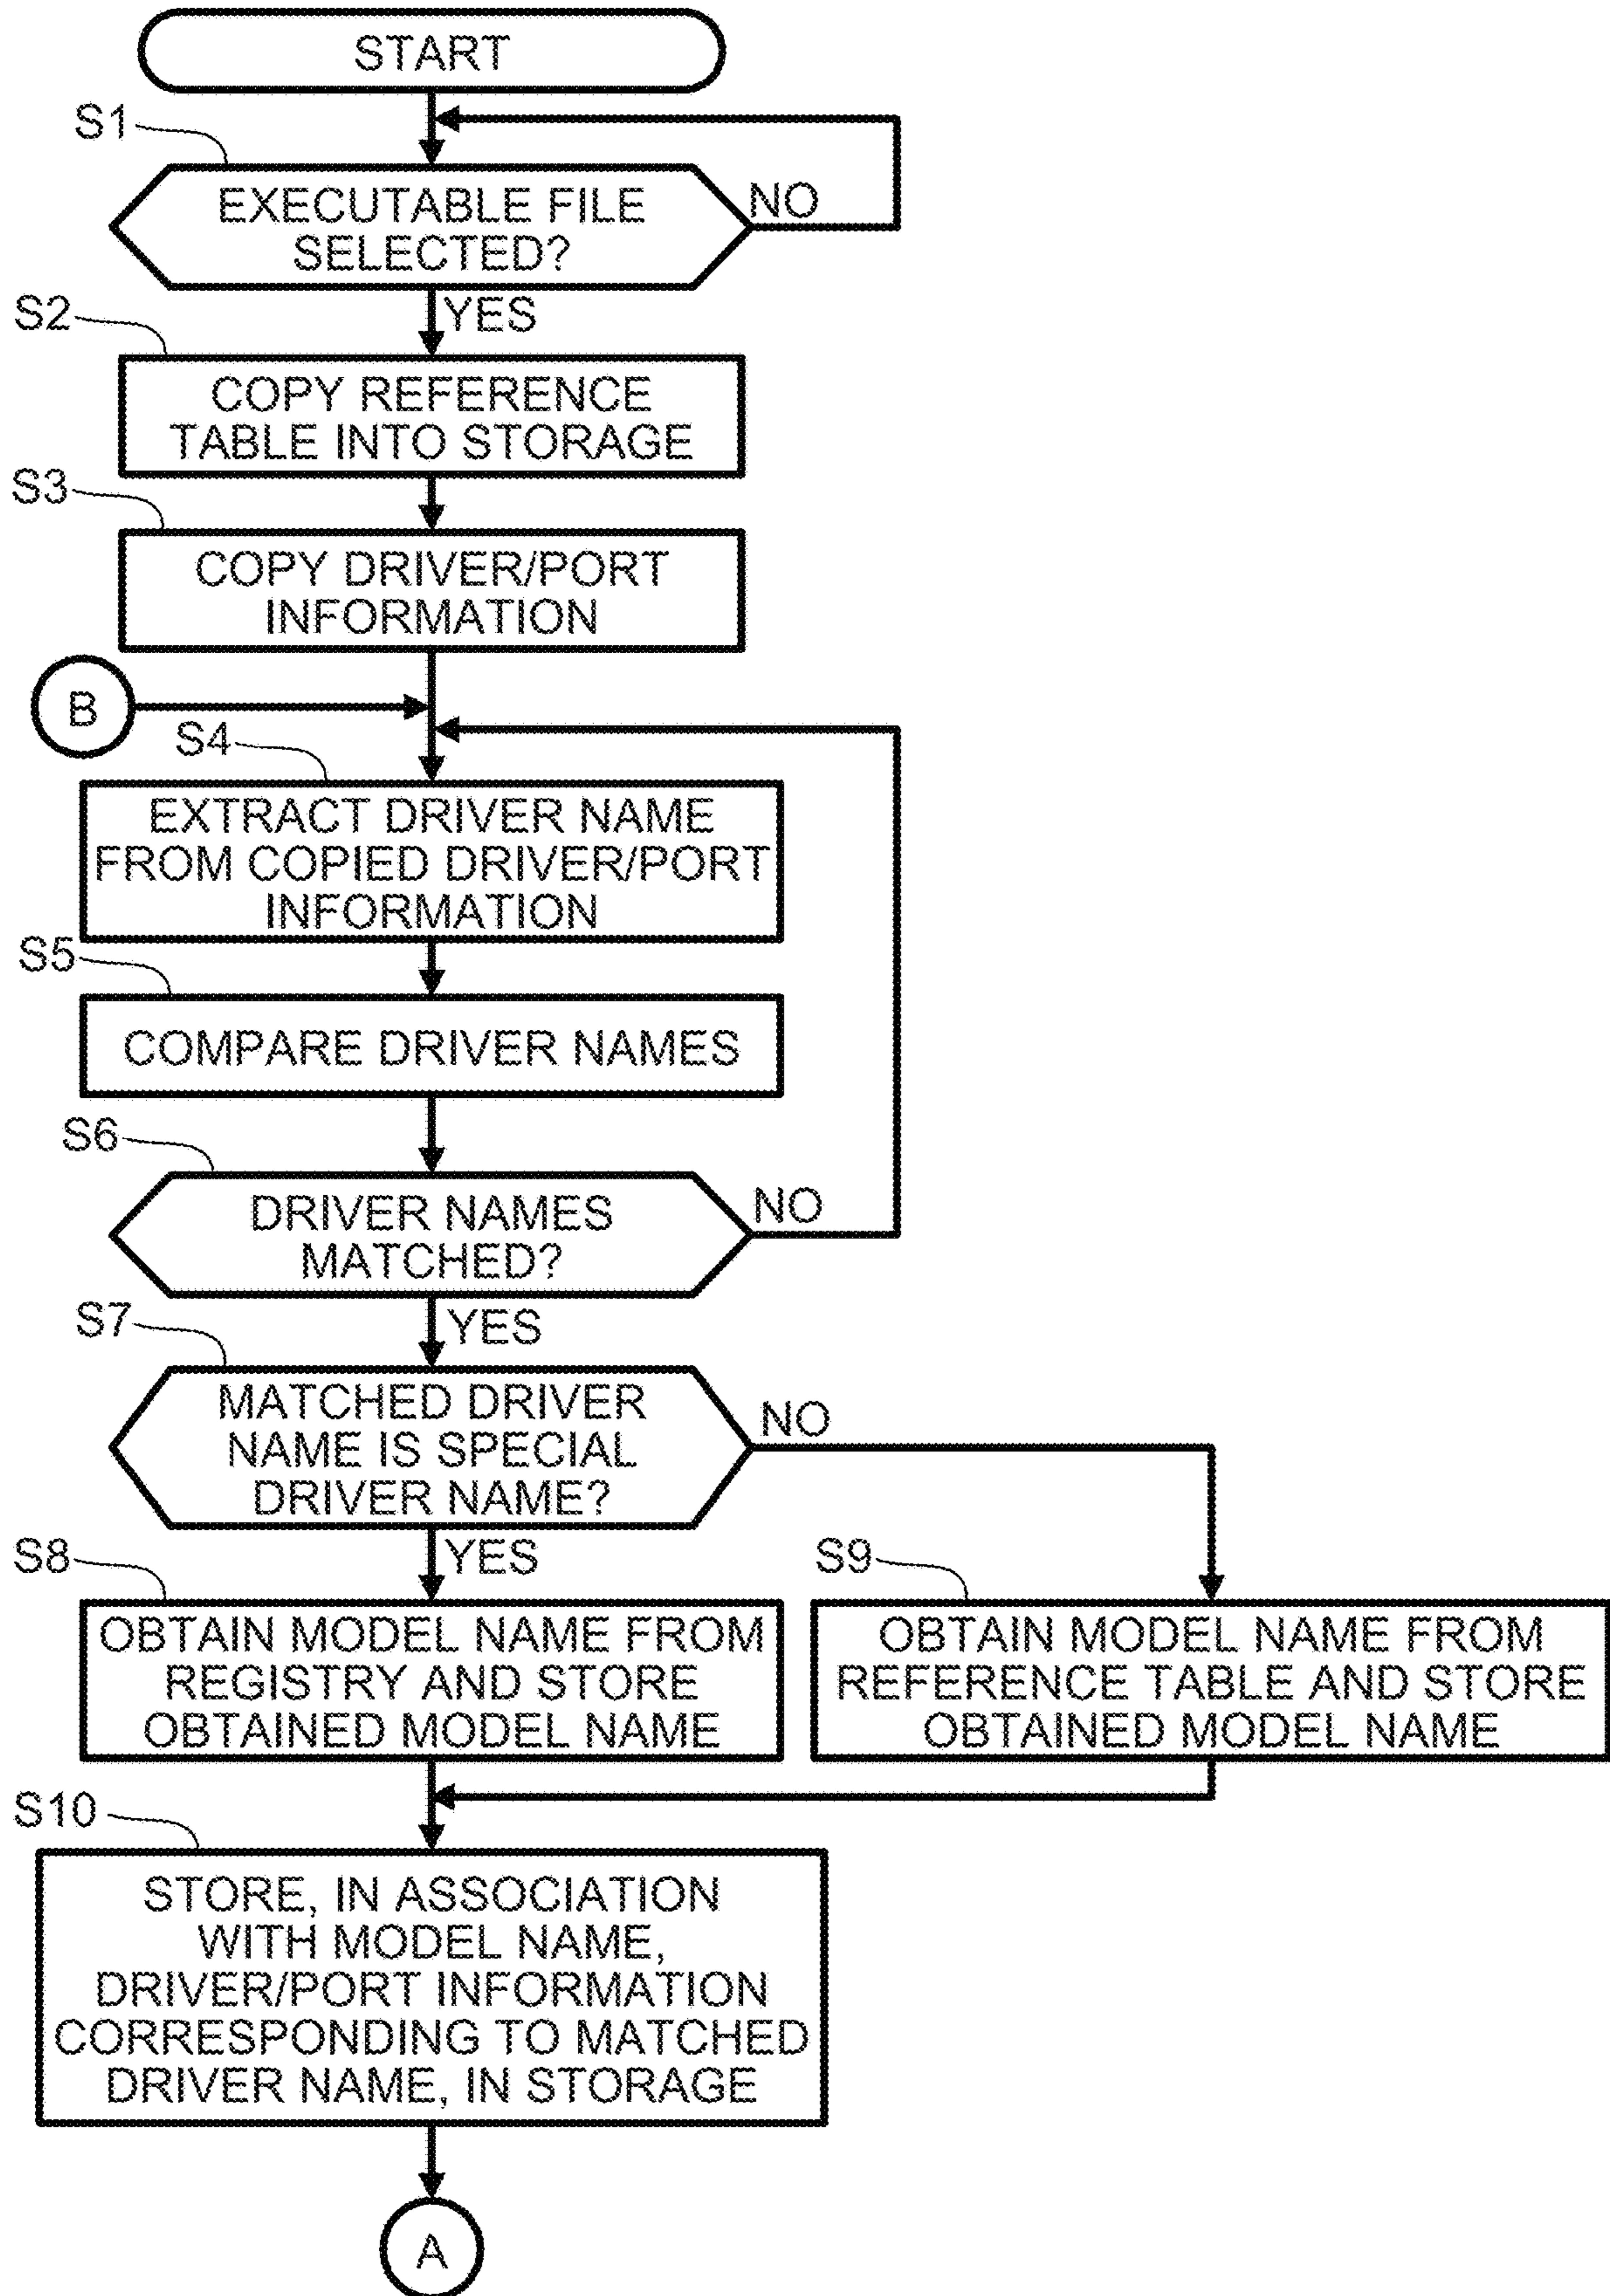 START
S1
EXECUTABLE FILE
SELECTED?
NO
YES
S2
COPY REFERENCE
TABLE INTO STORAGE
S3
COPY DRIVER/PORT
INFORMATION
B
S4
EXTRACT DRIVER NAME
FROM COPIED DRIVER/PORT
INFORMATION
S5
COMPARE DRIVER NAMES
S6
DRIVER NAMES
MATCHED?
NO
YES
S7
MATCHED DRIVER
NAME IS SPECIAL
DRIVER NAME?
NO
YES
S8
OBTAIN MODEL NAME FROM
REGISTRY AND STORE
OBTAINED MODEL NAME
S9
OBTAIN MODEL NAME FROM
REFERENCE TABLE AND STORE
OBTAINED MODEL NAME
S10
STORE, IN ASSOCIATION
WITH MODEL NAME,
DRIVER/PORT INFORMATION
CORRESPONDING TO MATCHED
DRIVER NAME, IN STORAGE
A